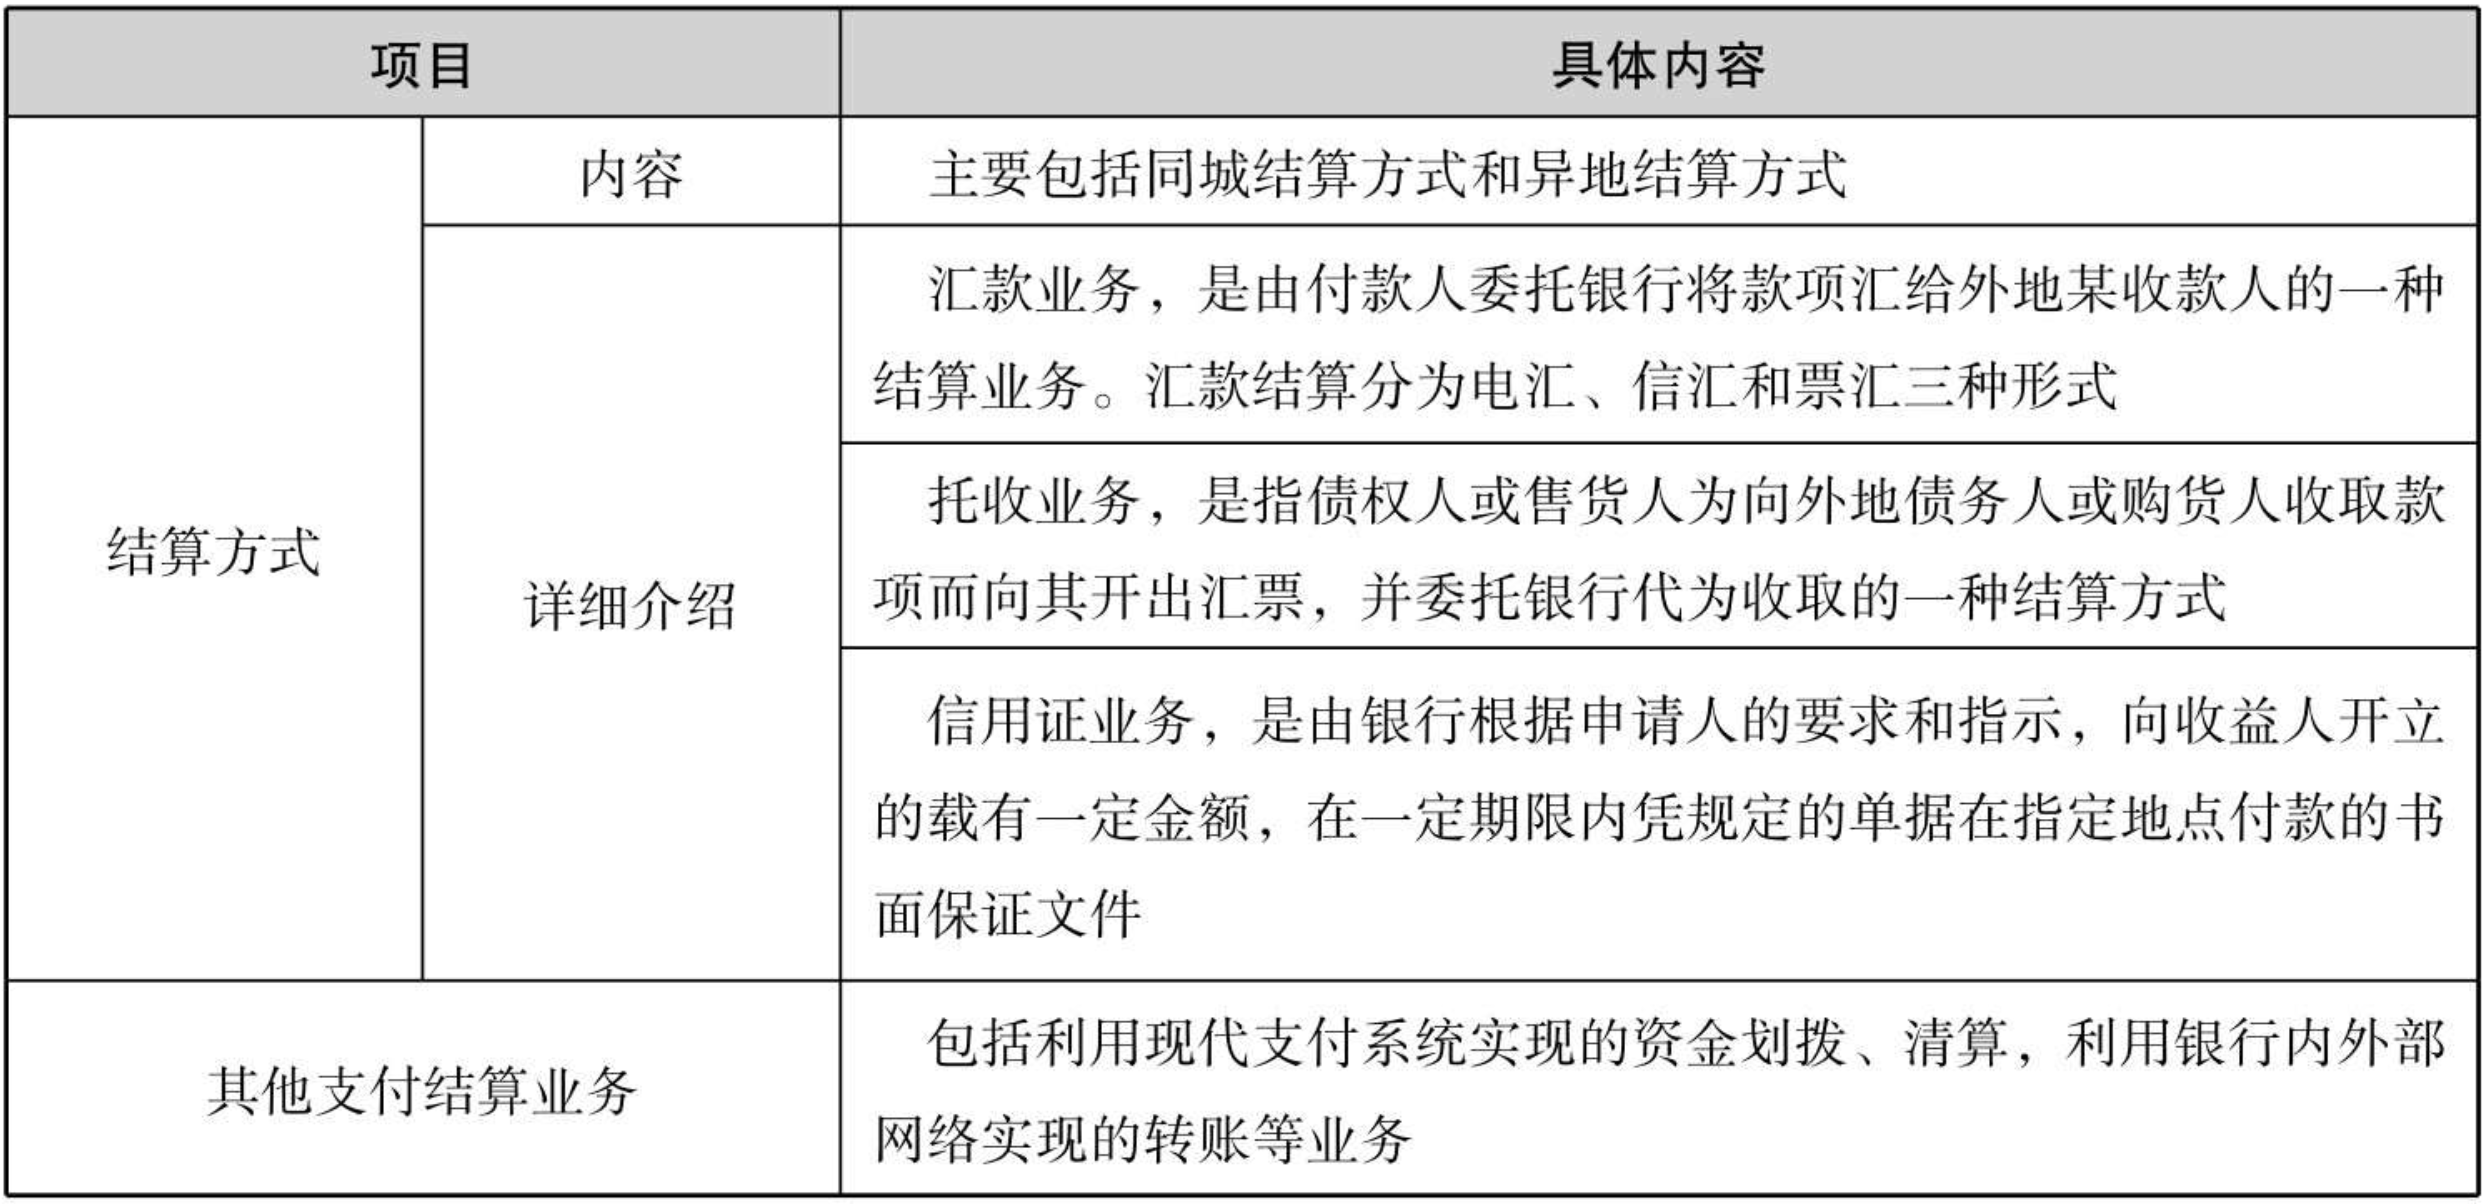 项目
具体内容
结算方式
内容
主要包括同城结算方式和异地结算方式
详细介绍
汇款业务，是由付款人委托银行将款项汇给外地某收款人的一种
结算业务。汇款结算分为电汇、信汇和票汇三种形式
托收业务，是指债权人或售货人为向外地债务人或购货人收取款
项而向其开出汇票，并委托银行代为收取的一种结算方式
信用证业务，是由银行根据申请人的要求和指示，向收益人开立
的载有一定金额，在一定期限内凭规定的单据在指定地点付款的书
面保证文件
其他支付结算业务
包括利用现代支付系统实现的资金划拨、清算，利用银行内外部
网络实现的转账等业务